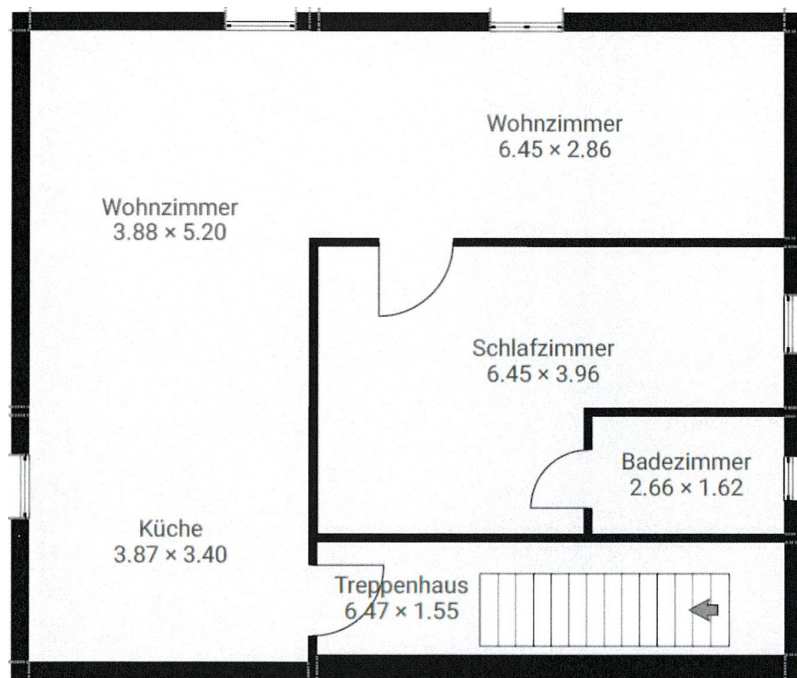 Wohnzimmer
6.45 × 2.86
Wohnzimmer
3.88 × 5.20
Schlafzimmer
6.45 × 3.96
Badezimmer
2.66 × 1.62
Küche
3.87 × 3.40
Treppenhaus
6.47 × 1.55